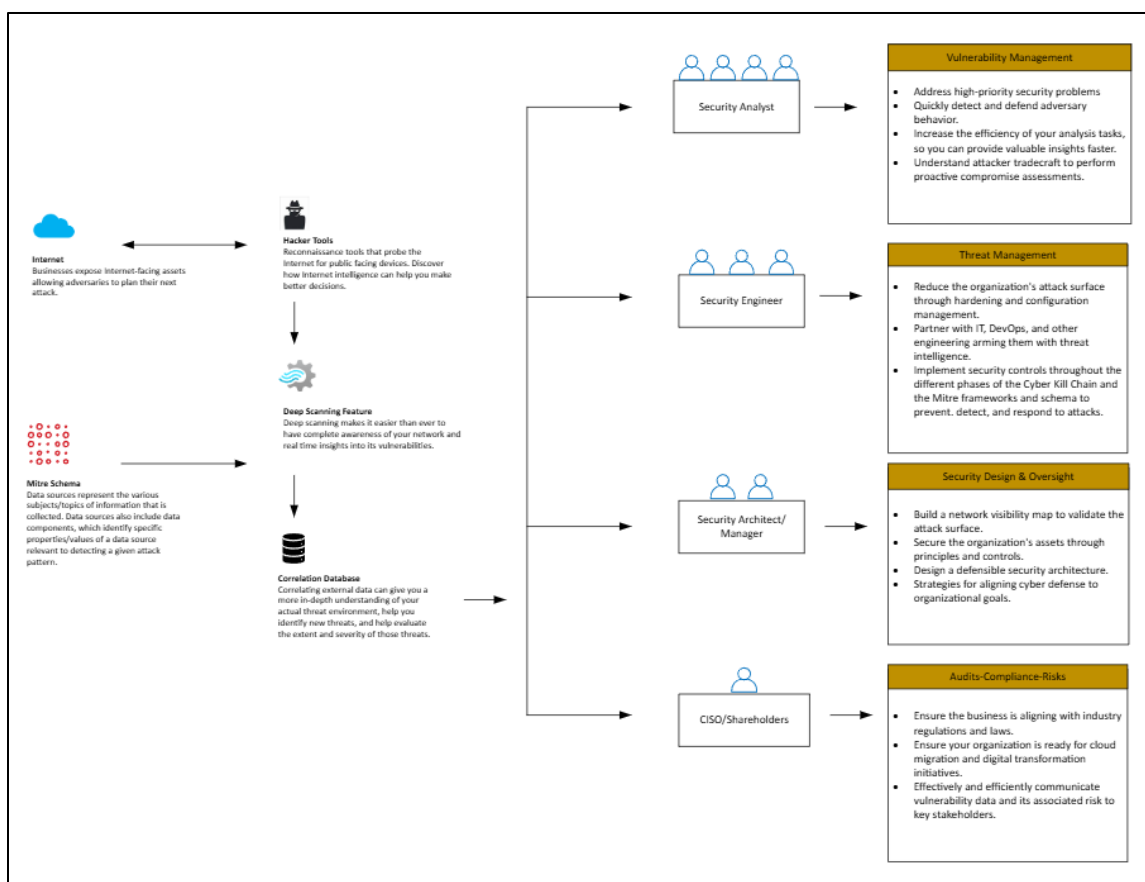 Internet
Businesses expose Internet-facing assets
allowing adversaries to plan their next
attack.
Mitre Schema
Data sources represent the various
subjects/topics of information that is
collected. Data sources also include data
components, which identify specific
properties/values of a data source
relevant to detecting a given attack
pattern.
Hacker Tools
Reconnaissance tools that probe the
Internet for public facing devices. Discover
how Internet intelligence can help you make
better decisions.
Deep Scanning Feature
Deep scanning makes it easier than ever to
have complete awareness of your network and
real time insights into its vulnerabilities.
Correlation Database
Correlating external data can give you a
more in-depth understanding of your
actual threat environment, help you
identify new threats, and help evaluate
the extent and severity of those threats.
Security Analyst
Vulnerability Management
• Address high-priority security problems
• Quickly detect and defend adversary
behavior.
• Increase the efficiency of your analysis tasks,
so you can provide valuable insights faster.
• Understand attacker tradecraft to perform
proactive compromise assessments.
Security Engineer
Threat Management
• Reduce the organization's attack surface
through hardening and configuration
management.
• Partner with IT, DevOps, and other
engineering arming them with threat
intelligence.
• Implement security controls throughout the
different phases of the Cyber Kill Chain and
the Mitre frameworks and schema to
prevent. detect, and respond to attacks.
Security Architect/
Manager
Security Design & Oversight
• Build a network visibility map to validate the
attack surface.
• Secure the organization's assets through
principles and controls.
• Design a defensible security architecture.
• Strategies for aligning cyber defense to
organizational goals.
CISO/Shareholders
Audits-Compliance-Risks
• Ensure the business is aligning with industry
regulations and laws.
• Ensure your organization is ready for cloud
migration and digital transformation
initiatives.
• Effectively and efficiently communicate
vulnerability data and its associated risk to
key stakeholders.